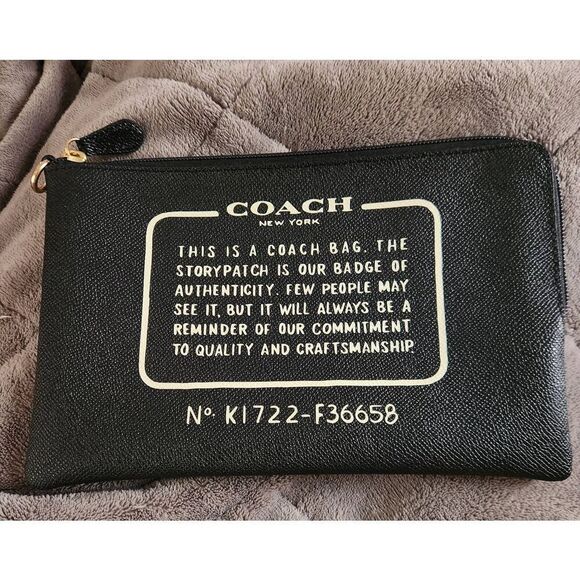 COACH
NEW YORK
THIS IS A COACH BAG. THE
STORYPATCH IS OUR BADGE OF
AUTHENTICITY. FEW PEOPLE MAY
SEE IT, BUT IT WILL ALWAYS BE A
REMINDER OF OUR COMMITMENT
TO QUALITY AND CRAFTSMANSHIP.
No. K1722-F36658